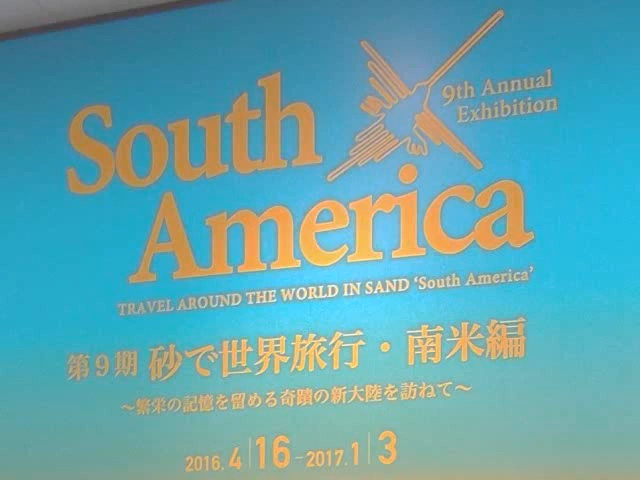 South
America
9th Annual
Exhibition
TRAVEL AROUND THE WORLD IN SAND ‘South America’
第9期 砂で世界旅行・南米編
～繁栄の記憶を留める奇蹟の新大陸を訪ねて～
2016.4|16-2017.1|3